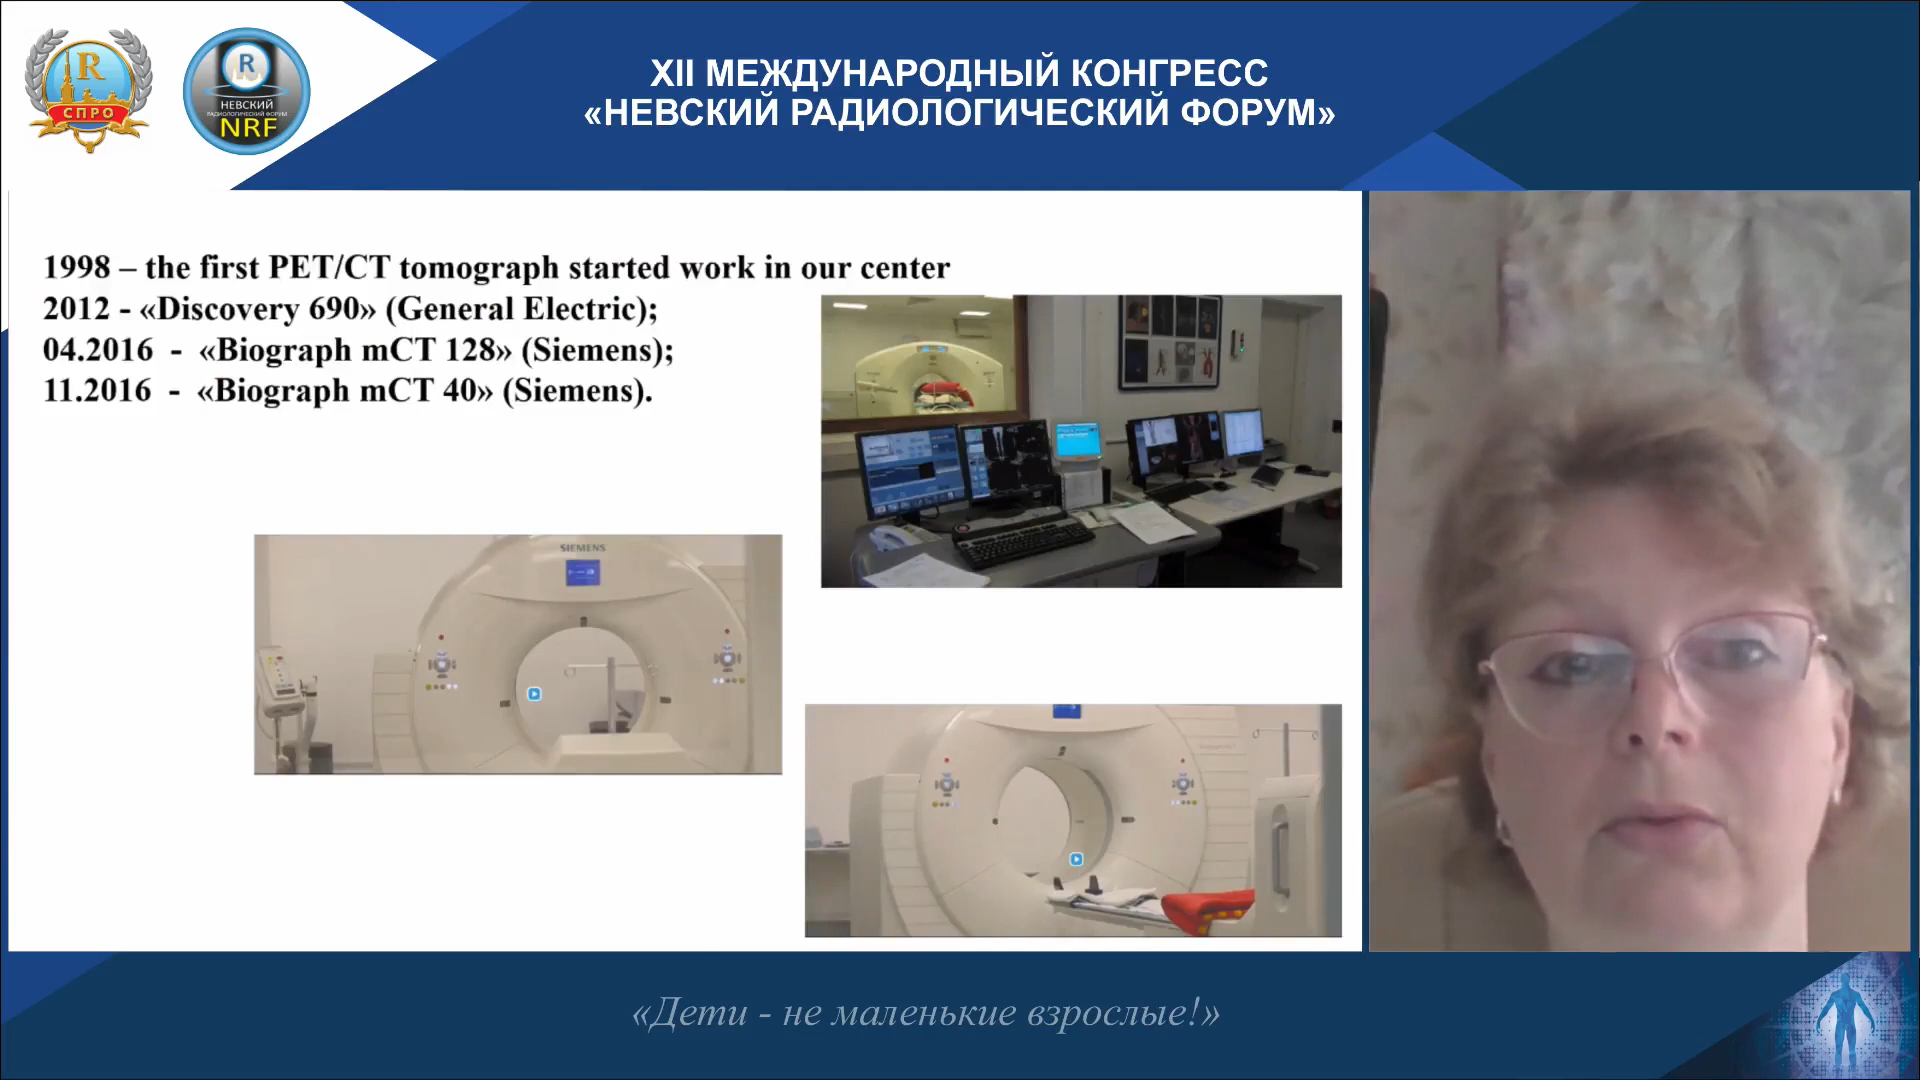 R
СПРО
R
НЕВСКИЙ
РАДИОЛОГИЧЕСКИЙ ФОРУМ
NRF
XII МЕЖДУНАРОДНЫЙ КОНГРЕСС
«НЕВСКИЙ РАДИОЛОГИЧЕСКИЙ ФОРУМ»
1998 – the first PET/CT tomograph started work in our center
2012 - «Discovery 690» (General Electric);
04.2016 - «Biograph mCT 128» (Siemens);
11.2016 - «Biograph mCT 40» (Siemens).
SIEMENS
«Дети - не маленькие взрослые!»